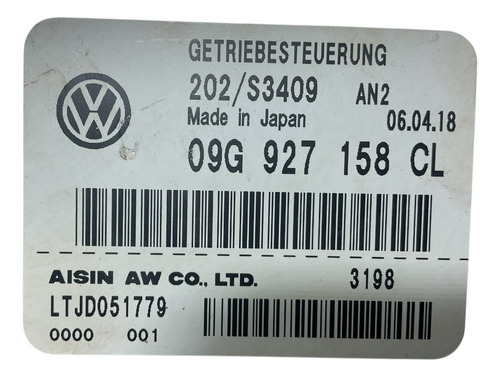 GETRIEBESTEUERUNG
202/S3409 AN2
Made in Japan 06.04.18
09G 927 158 CL
AISIN AW CO., LTD. 3198
LTJD051779
0000 0Q1